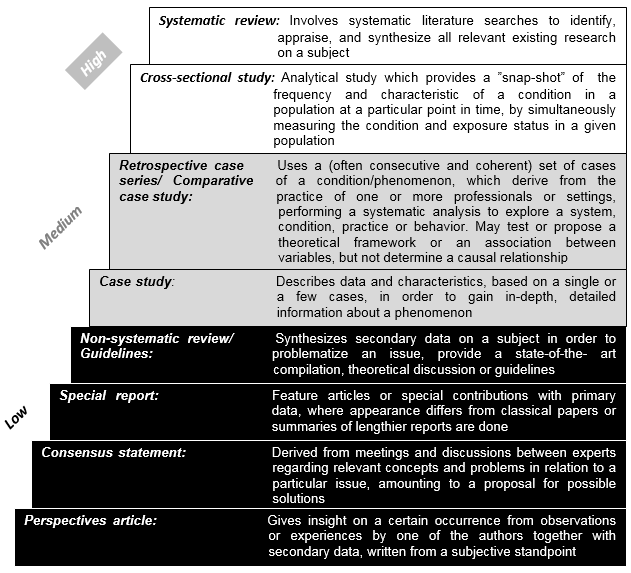 Systematic review: Involves systematic literature searches to identify,
appraise, and synthesize all relevant existing research
on a subject
High
Cross-sectional study: Analytical study which provides a ”snap-shot” of the
frequency and characteristic of a condition in a
population at a particular point in time, by simultaneously
measuring the condition and exposure status in a given
population
Retrospective case Uses a (often consecutive and coherent) set of cases
series/ Comparative of a condition/phenomenon, which derive from the
case study: practice of one or more professionals or settings,
performing a systematic analysis to explore a system,
condition, practice or behavior. May test or propose a
theoretical framework or an association between
variables, but not determine a causal relationship
Medium
Case study: Describes data and characteristics, based on a single or
a few cases, in order to gain in-depth, detailed
information about a phenomenon
Non-systematic review/ Synthesizes secondary data on a subject in order to
Guidelines: problematize an issue, provide a state-of-the- art
compilation, theoretical discussion or guidelines
Special report: Feature articles or special contributions with primary
data, where appearance differs from classical papers or
summaries of lengthier reports are done
Low
Consensus statement: Derived from meetings and discussions between experts
regarding relevant concepts and problems in relation to a
particular issue, amounting to a proposal for possible
solutions
Perspectives article: Gives insight on a certain occurrence from observations
or experiences by one of the authors together with
secondary data, written from a subjective standpoint